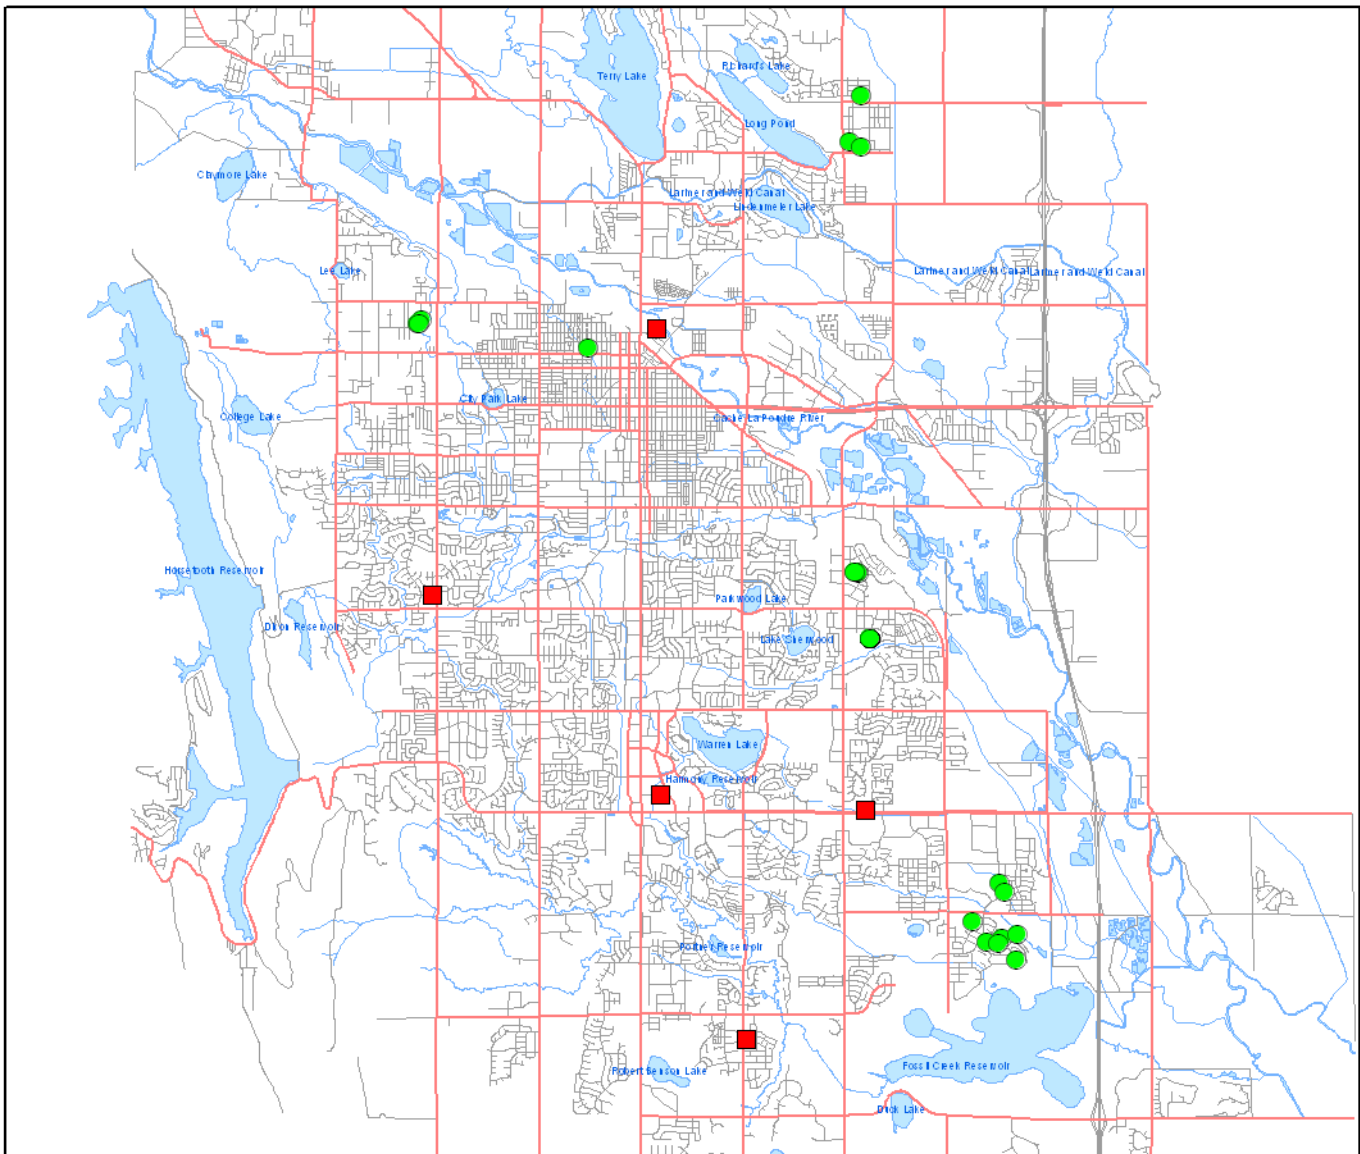 Richard's Lake
Terry Lake
Long Pond
Claymore Lake
Larimer and Weld Canal
Lindenmeier Lake
Lee Lake
Larimer and Weld Canal
Larimer and Weld Canal
City Park Lake
College Lake
Cache La Poudre River
Horsetooth Reservoir
Parkwood Lake
Dixon Reservoir
Lake Sherwood
Warren Lake
Harmony Reservoir
Portner Reservoir
Fossil Creek Reservoir
Robert Benson Lake
Duck Lake